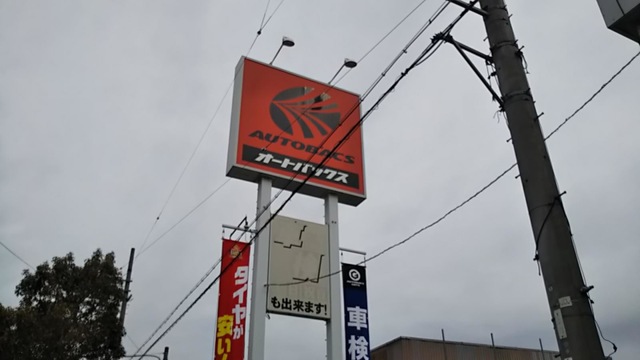 AUTOBACS
オートバックス
も出来ます!
タイヤが
安い
車検